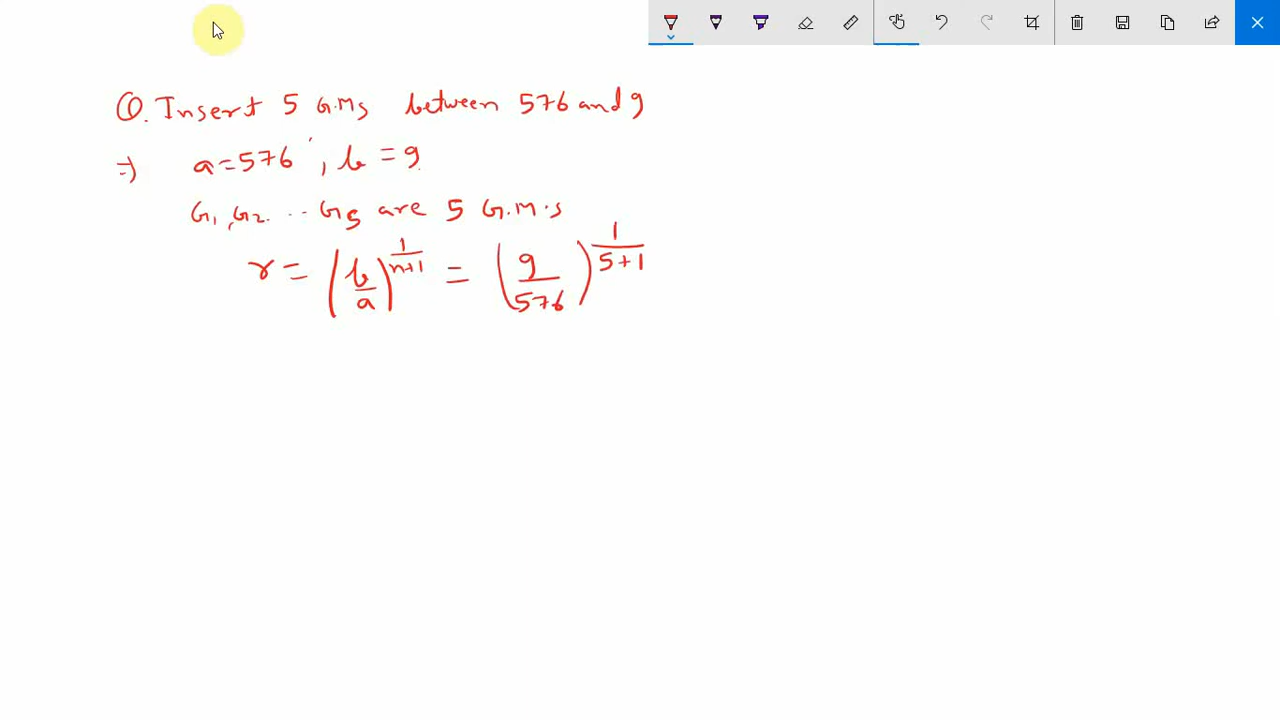 Q. Insert 5 G.Ms between 576 and 9
=) a=576 , b = 9
G1, G2. ... G5 are 5 G.M.s
r = (b/a)^(1/(n+1)) = (9/576)^(1/(5+1))